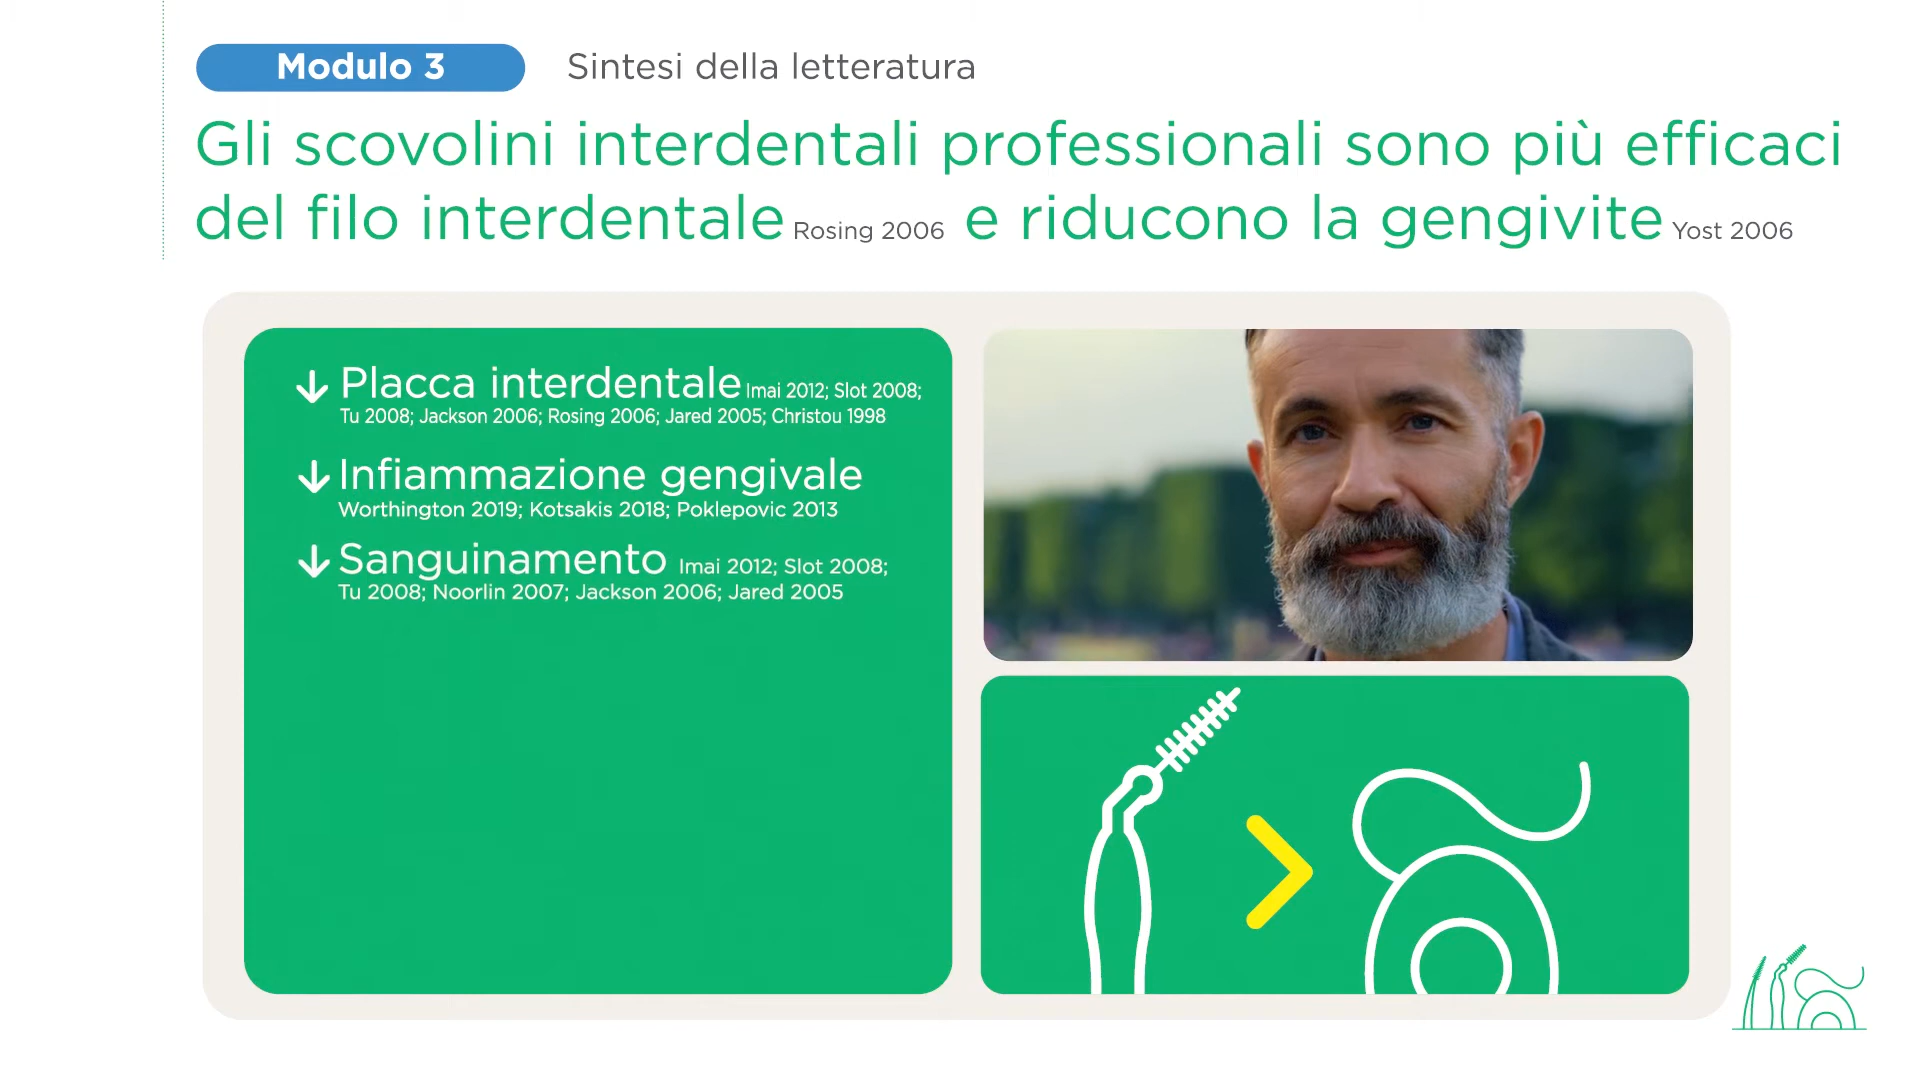 Modulo 3 Sintesi della letteratura
Gli scovolini interdentali professionali sono più efficaci
del filo interdentale Rosing 2006 e riducono la gengivite Yost 2006
Placca interdentale Imai 2012; Slot 2008;
Tu 2008; Jackson 2006; Rosing 2006; Jared 2005; Christou 1998
Infiammazione gengivale
Worthington 2019; Kotsakis 2018; Poklepovic 2013
Sanguinamento Imai 2012; Slot 2008;
Tu 2008; Noorlin 2007; Jackson 2006; Jared 2005